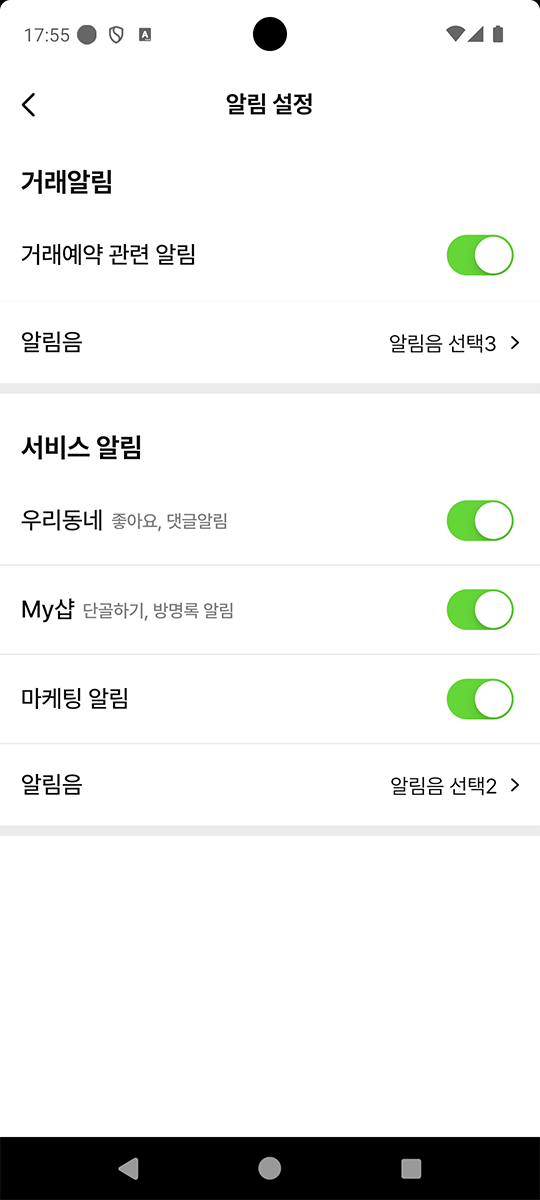 17:55
알림 설정
거래알림
거래예약 관련 알림
알림음 알림음 선택3
서비스 알림
우리동네 좋아요, 댓글알림
My샵 단골하기, 방명록 알림
마케팅 알림
알림음 알림음 선택2